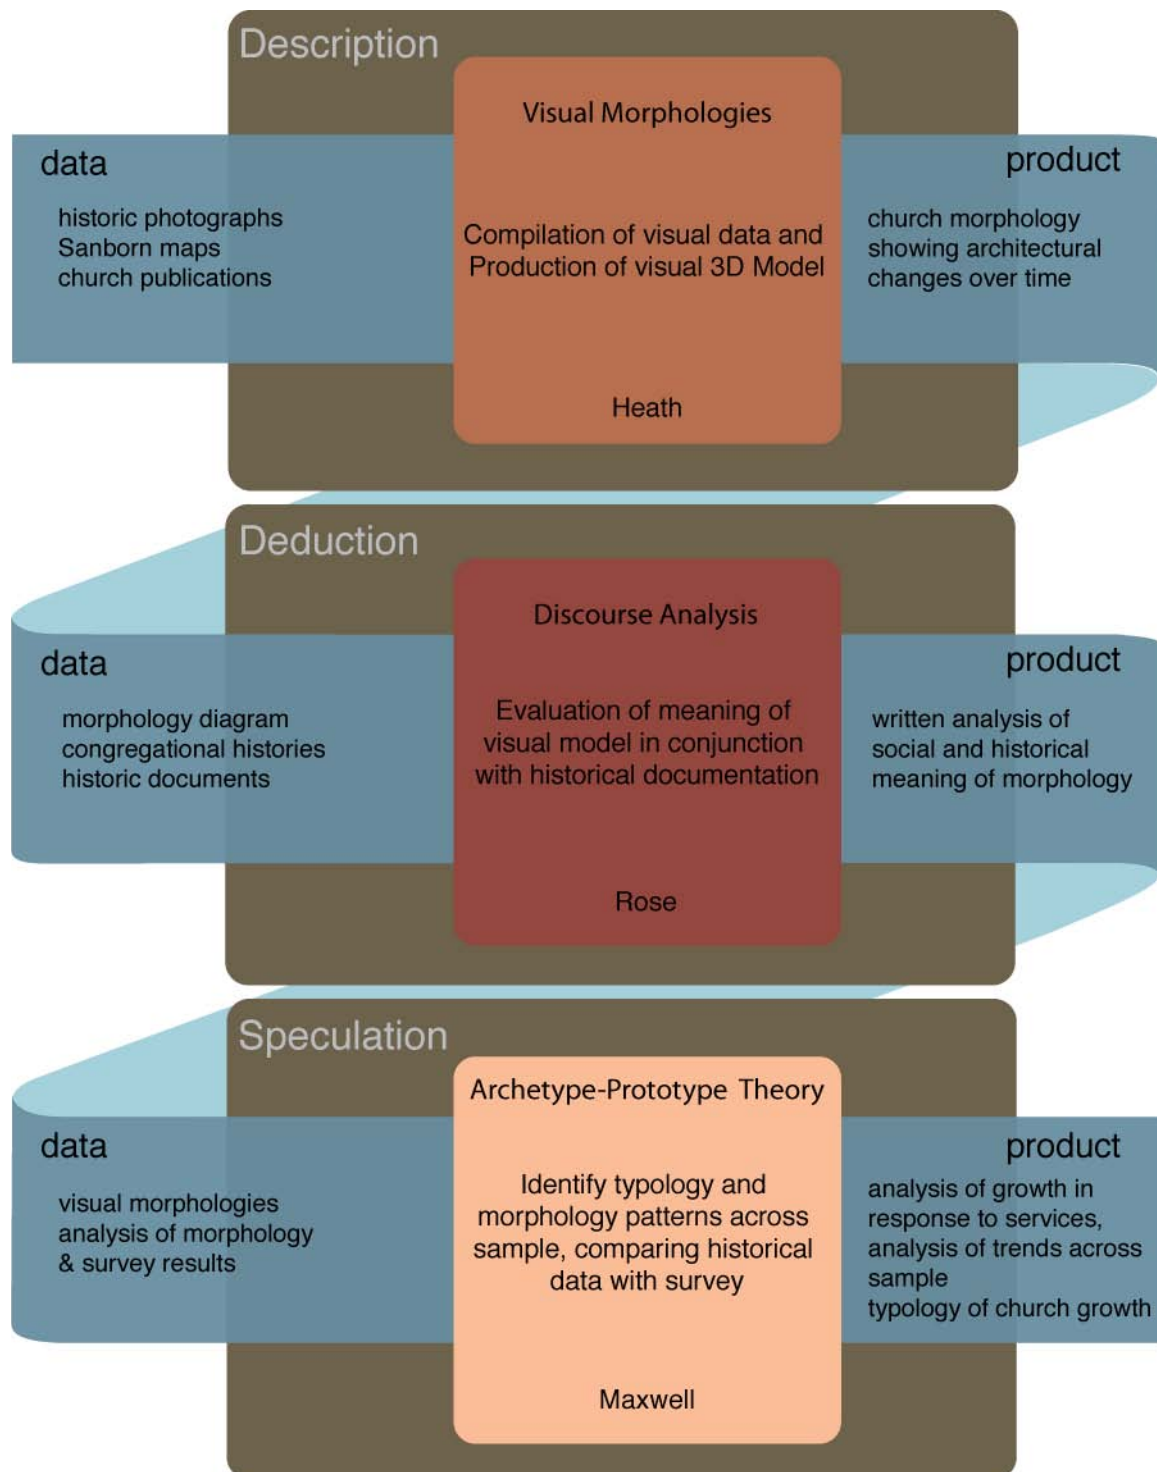 Description
Visual Morphologies
data
historic photographs
Sanborn maps
church publications
Compilation of visual data and
Production of visual 3D Model
Heath
product
church morphology
showing architectural
changes over time
Deduction
Discourse Analysis
data
morphology diagram
congregational histories
historic documents
Evaluation of meaning of
visual model in conjunction
with historical documentation
Rose
product
written analysis of
social and historical
meaning of morphology
Speculation
Archetype-Prototype Theory
data
visual morphologies
analysis of morphology
& survey results
Identify typology and
morphology patterns across
sample, comparing historical
data with survey
Maxwell
product
analysis of growth in
response to services,
analysis of trends across
sample
typology of church growth